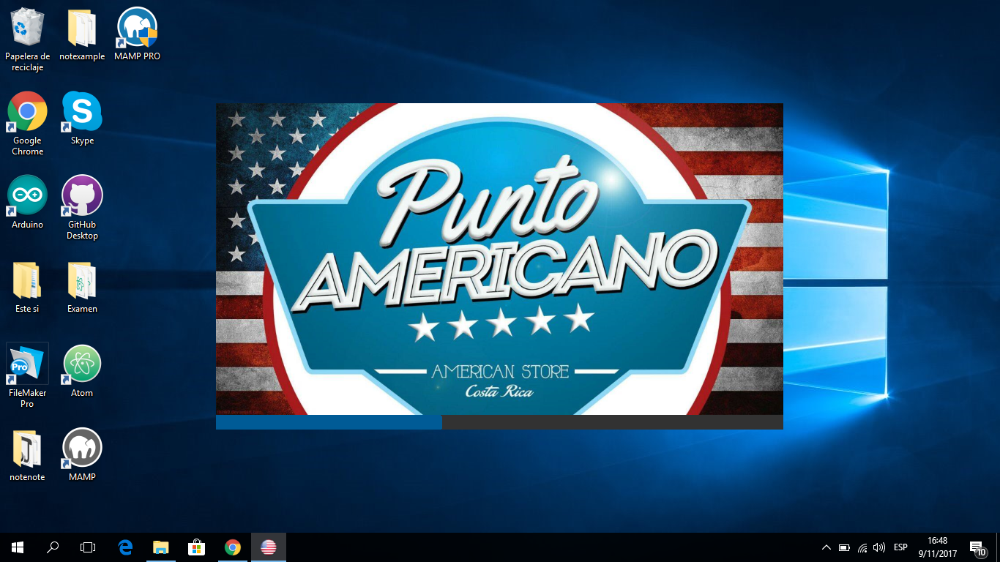 Papelera de
reciclaje
notexample
MAMP PRO
Google
Chrome
S
Skype
Arduino
GitHub
Desktop
Este si
Examen
Pro
FileMaker
Pro
Atom
notenote
MAMP
Punto
AMERICANO
AMERICAN STORE
Costa Rica
ESP
16:48
9/11/2017
10